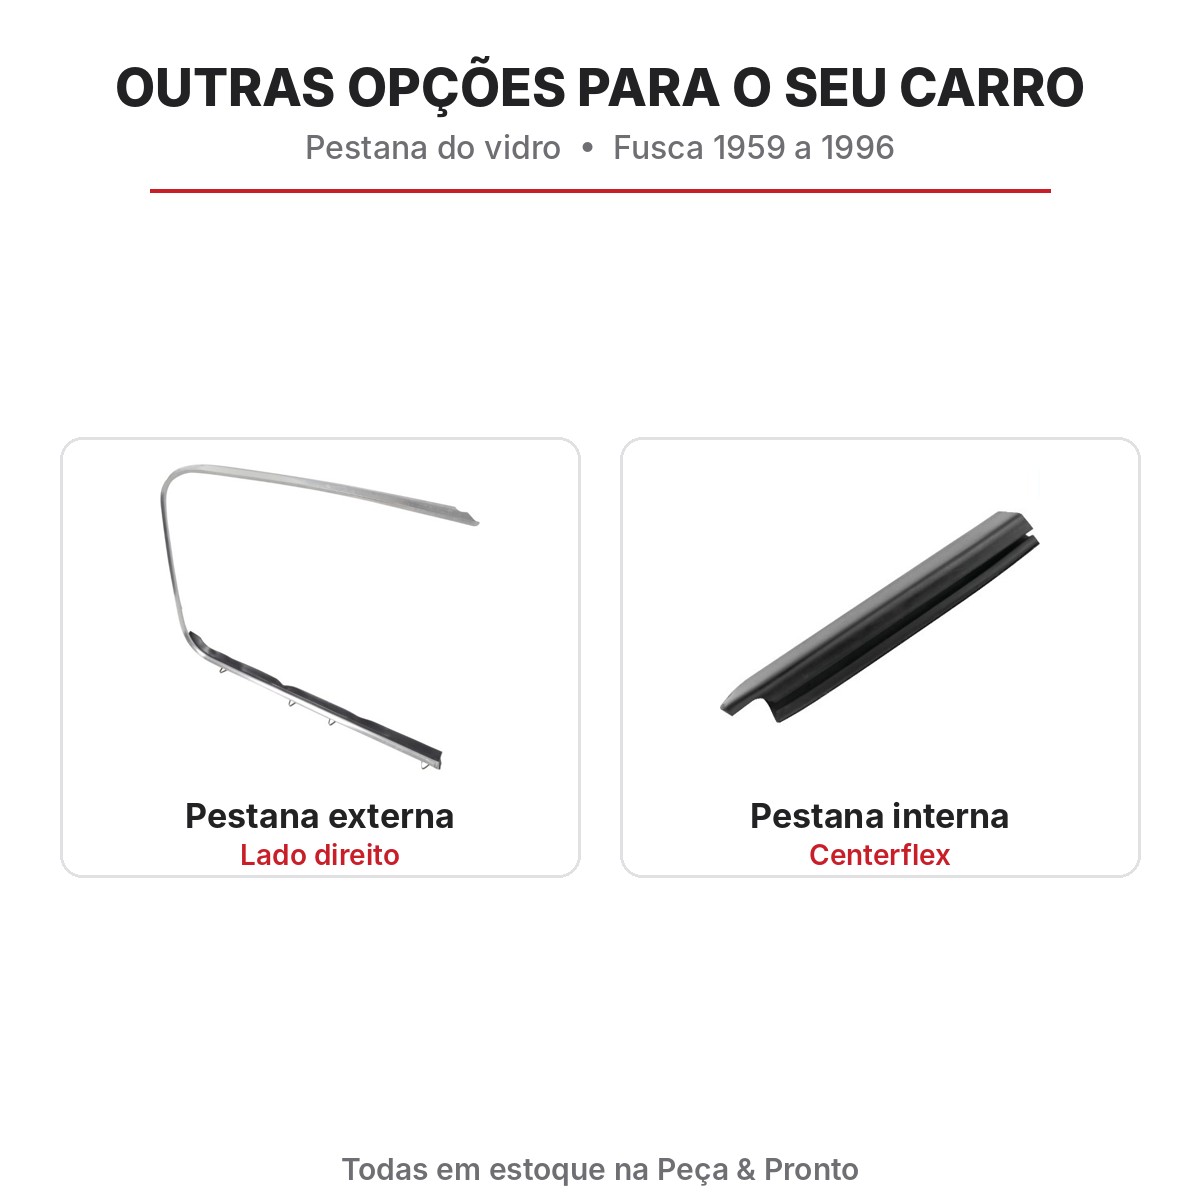 OUTRAS OPÇÕES PARA O SEU CARRO
Pestana do vidro • Fusca 1959 a 1996
Pestana externa
Lado direito
Pestana interna
Centerflex
Todas em estoque na Peça & Pronto